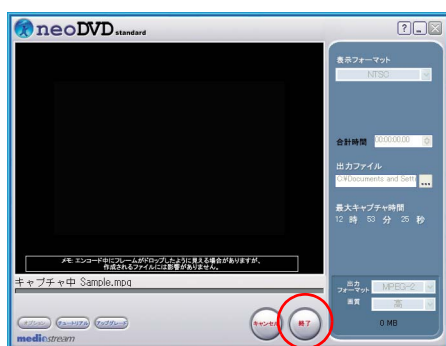 neoDVD standard
? _ ×
表示フォーマット
NTSC
合計時間 00:00:00:00
出力ファイル
C:\Documents and Setti ...
最大キャプチャ時間
12 時 53 分 25 秒
メモ: エンコード中にフレームがドロップしたように見える場合がありますが、
作成されるファイルには影響がありません。
キャプチャ中 Sample.mpg
出力
フォーマット MPEG-2
画質 高
0 MB
オプション チュートリアル アップグレード
キャンセル 終了
mediostream